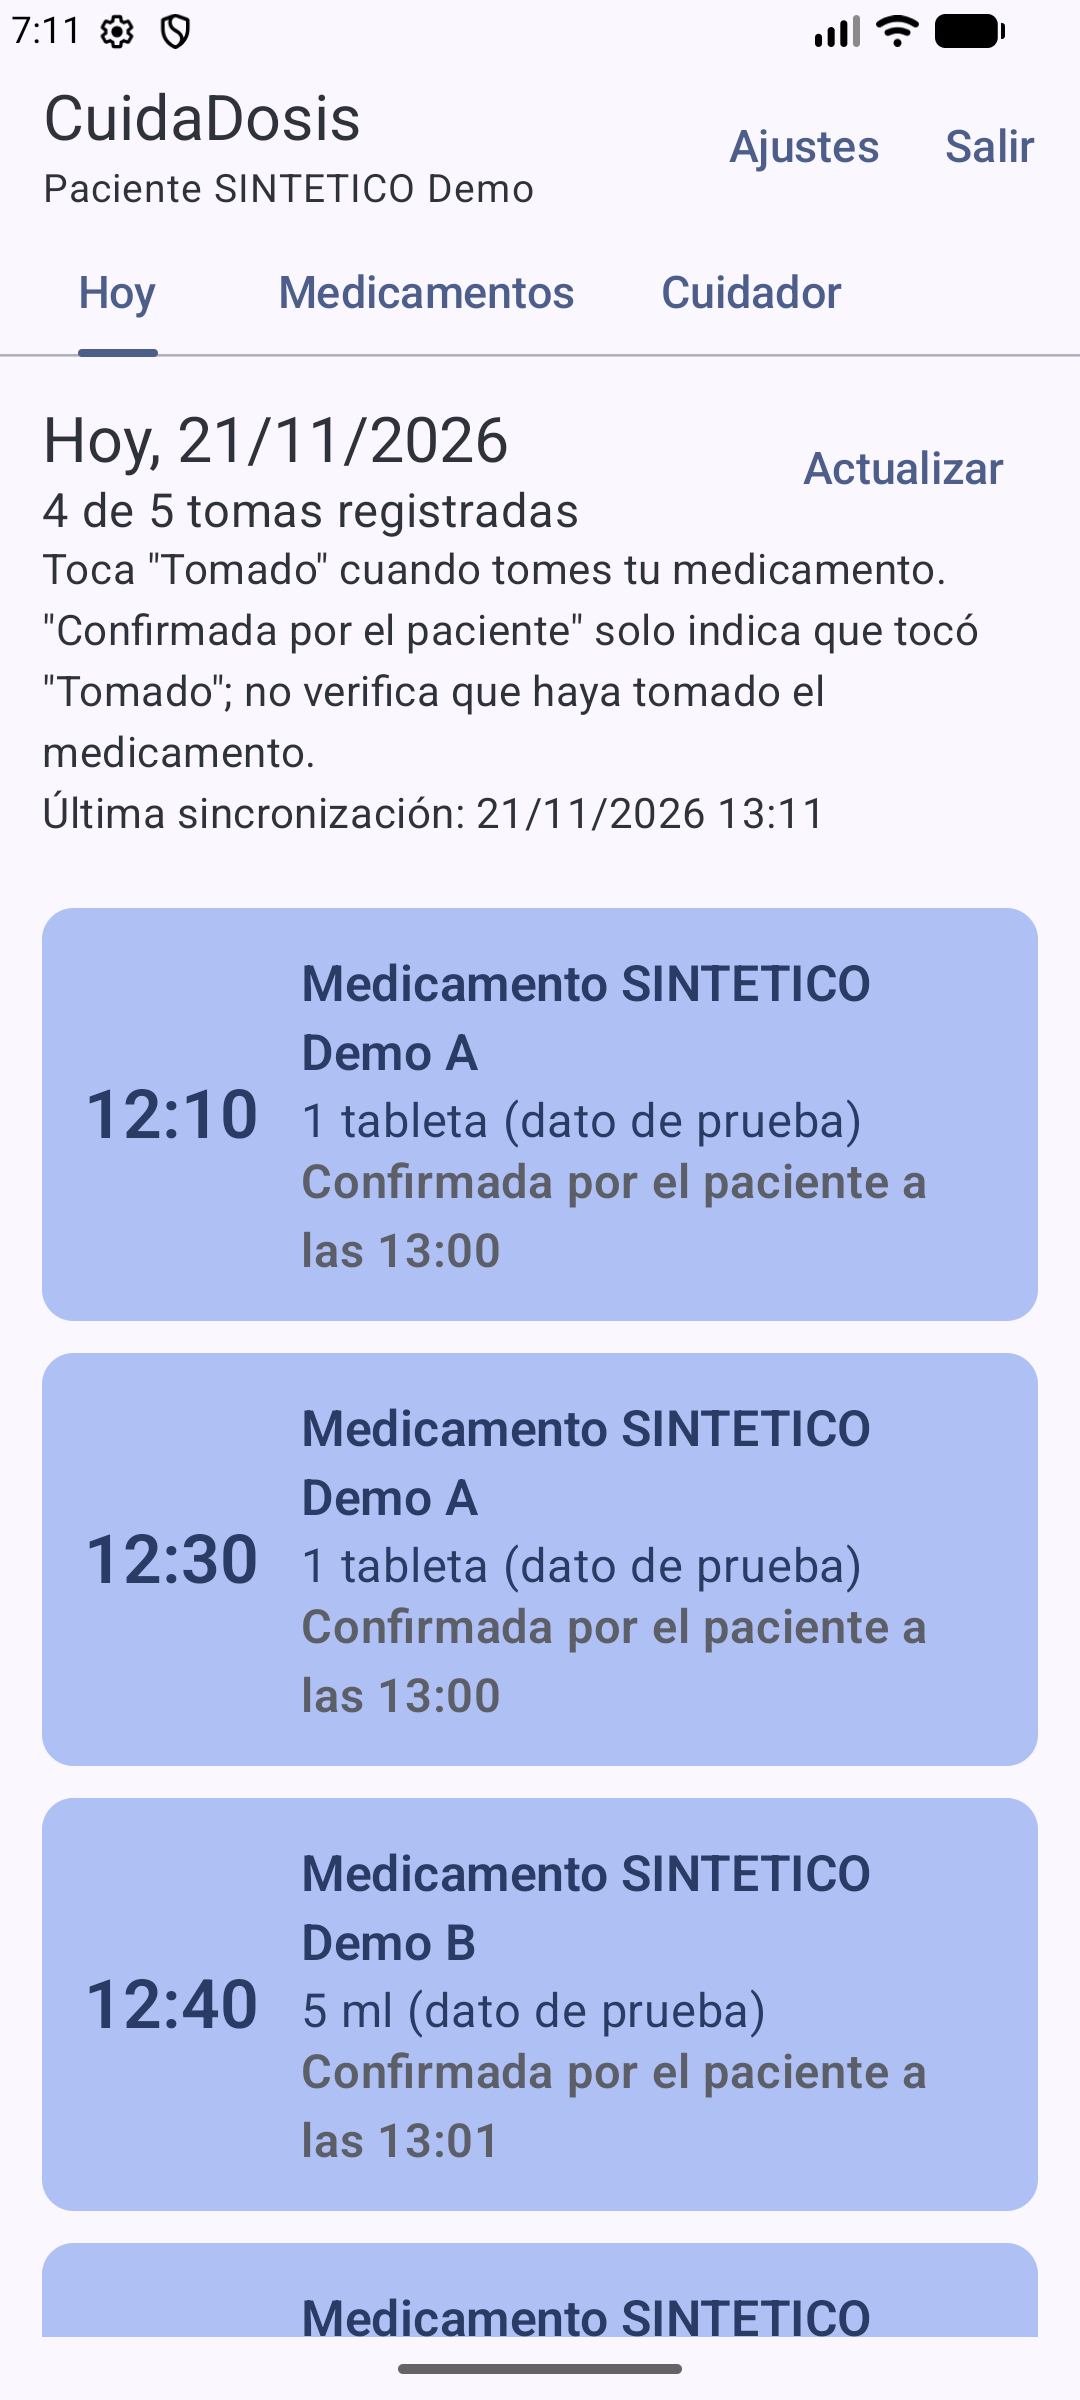 7:11
CuidaDosis
Paciente SINTETICO Demo
Ajustes
Salir
Hoy
Medicamentos
Cuidador
Hoy, 21/11/2026
Actualizar
4 de 5 tomas registradas
Toca "Tomado" cuando tomes tu medicamento.
"Confirmada por el paciente" solo indica que tocó
"Tomado"; no verifica que haya tomado el
medicamento.
Última sincronización: 21/11/2026 13:11
12:10
Medicamento SINTETICO
Demo A
1 tableta (dato de prueba)
Confirmada por el paciente a
las 13:00
12:30
Medicamento SINTETICO
Demo A
1 tableta (dato de prueba)
Confirmada por el paciente a
las 13:00
12:40
Medicamento SINTETICO
Demo B
5 ml (dato de prueba)
Confirmada por el paciente a
las 13:01
Medicamento SINTETICO